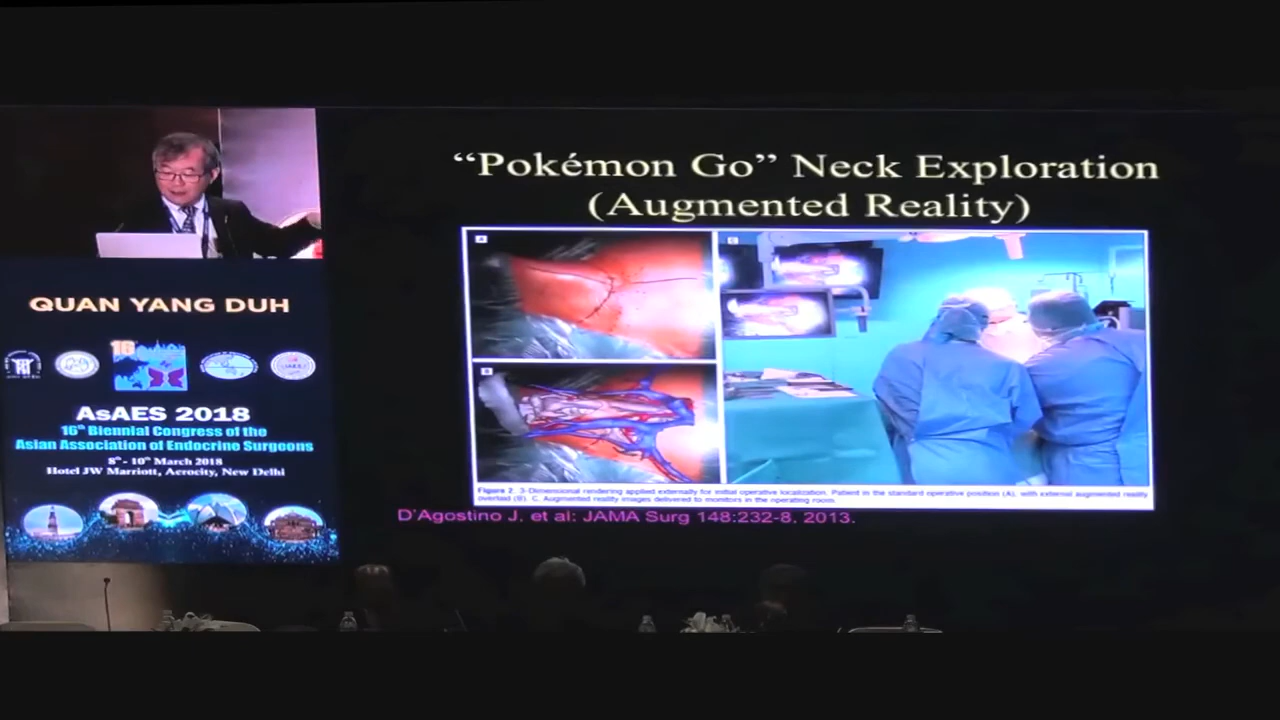 “Pokémon Go” Neck Exploration
(Augmented Reality)
QUAN YANG DUH
16
AsAES 2018
16th Biennial Congress of the
Asian Association of Endocrine Surgeons
8th - 10th March 2018
Hotel JW Marriott, Aerocity, New Delhi
A
B
C
Figure 2. 3-Dimensional rendering applied externally for initial operative localization. Patient in the standard operative position (A), with external augmented reality
overlaid (B). C. Augmented reality images delivered to monitors in the operating room.
D'Agostino J, et al: JAMA Surg 148:232-8, 2013.